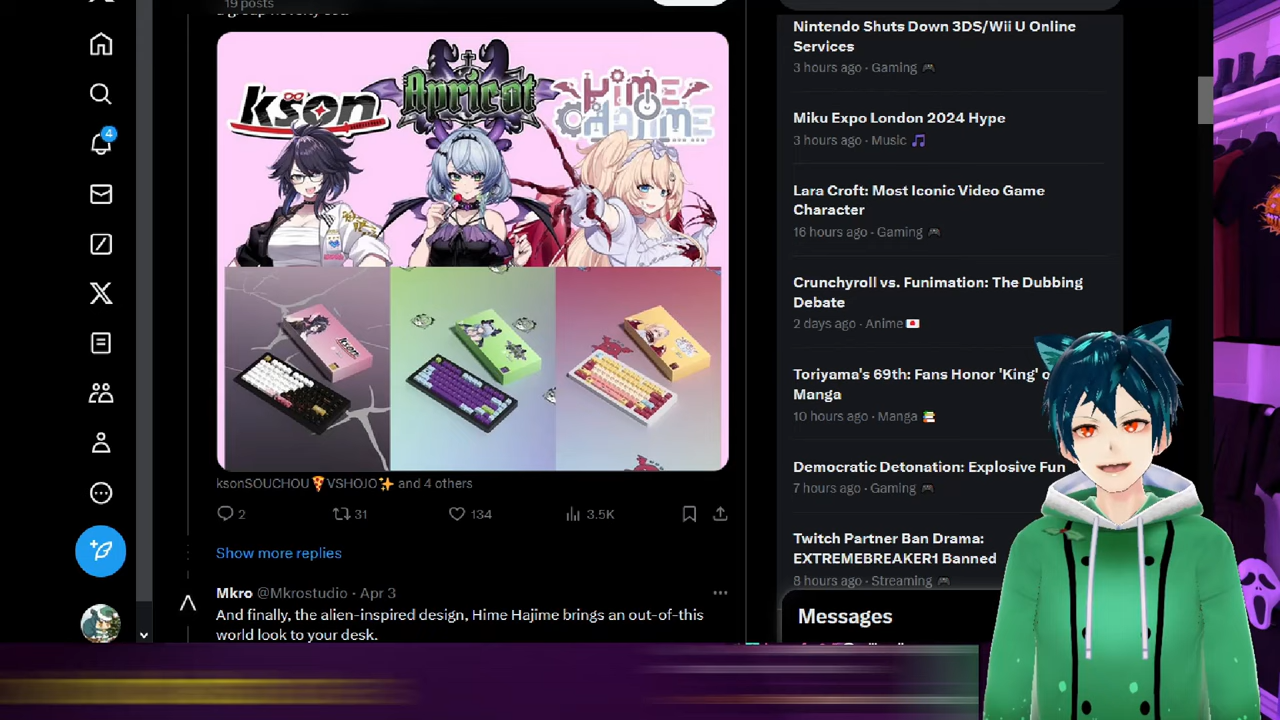 19 posts
kson
Apricot
Hime
Hajime
kson
ksonSOUCHOU🍕VSHOJO✨ and 4 others
2
31
134
3.5K
Show more replies
Mkro @Mkrostudio · Apr 3
And finally, the alien-inspired design, Hime Hajime brings an out-of-this
world look to your desk.
Nintendo Shuts Down 3DS/Wii U Online
Services
3 hours ago · Gaming 🎮
Miku Expo London 2024 Hype
3 hours ago · Music 🎵
Lara Croft: Most Iconic Video Game
Character
16 hours ago · Gaming 🎮
Crunchyroll vs. Funimation: The Dubbing
Debate
2 days ago · Anime 🇯🇵
Toriyama's 69th: Fans Honor 'King' o
Manga
10 hours ago · Manga 📚
Democratic Detonation: Explosive Fun
7 hours ago · Gaming 🎮
Twitch Partner Ban Drama:
EXTREMEBREAKER1 Banned
8 hours ago · Streaming 🎮
Messages
4